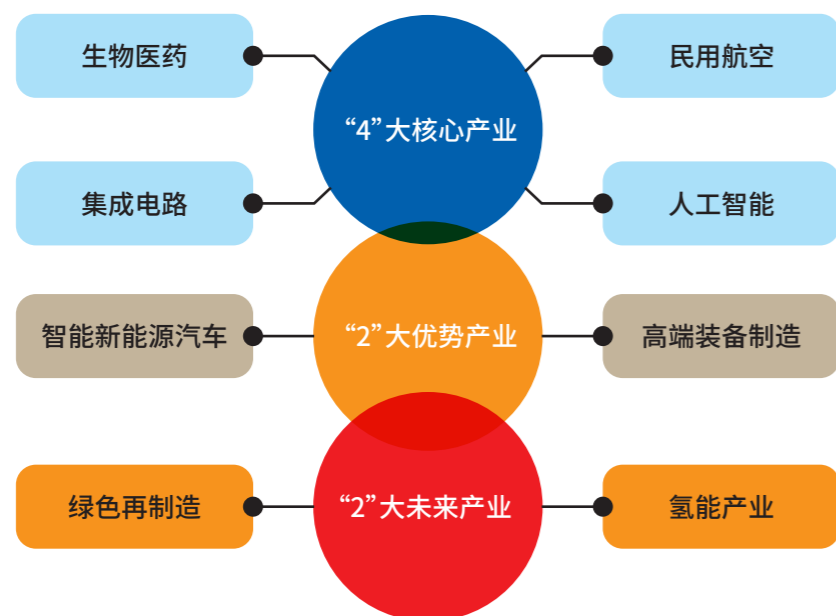 生物医药
民用航空
“4”大核心产业
集成电路
人工智能
智能新能源汽车
“2”大优势产业
高端装备制造
绿色再制造
“2”大未来产业
氢能产业